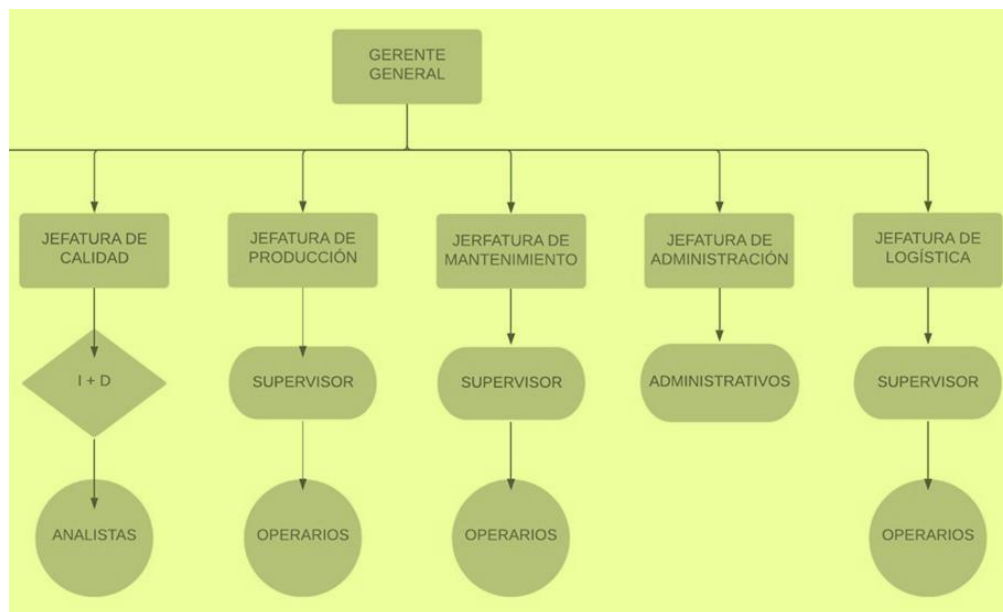 GERENTE
GENERAL
JEFATURA DE
CALIDAD
JEFATURA DE
PRODUCCIÓN
JERFATURA DE
MANTENIMIENTO
JEFATURA DE
ADMINISTRACIÓN
JEFATURA DE
LOGÍSTICA
I + D
SUPERVISOR
SUPERVISOR
ADMINISTRATIVOS
SUPERVISOR
ANALISTAS
OPERARIOS
OPERARIOS
OPERARIOS